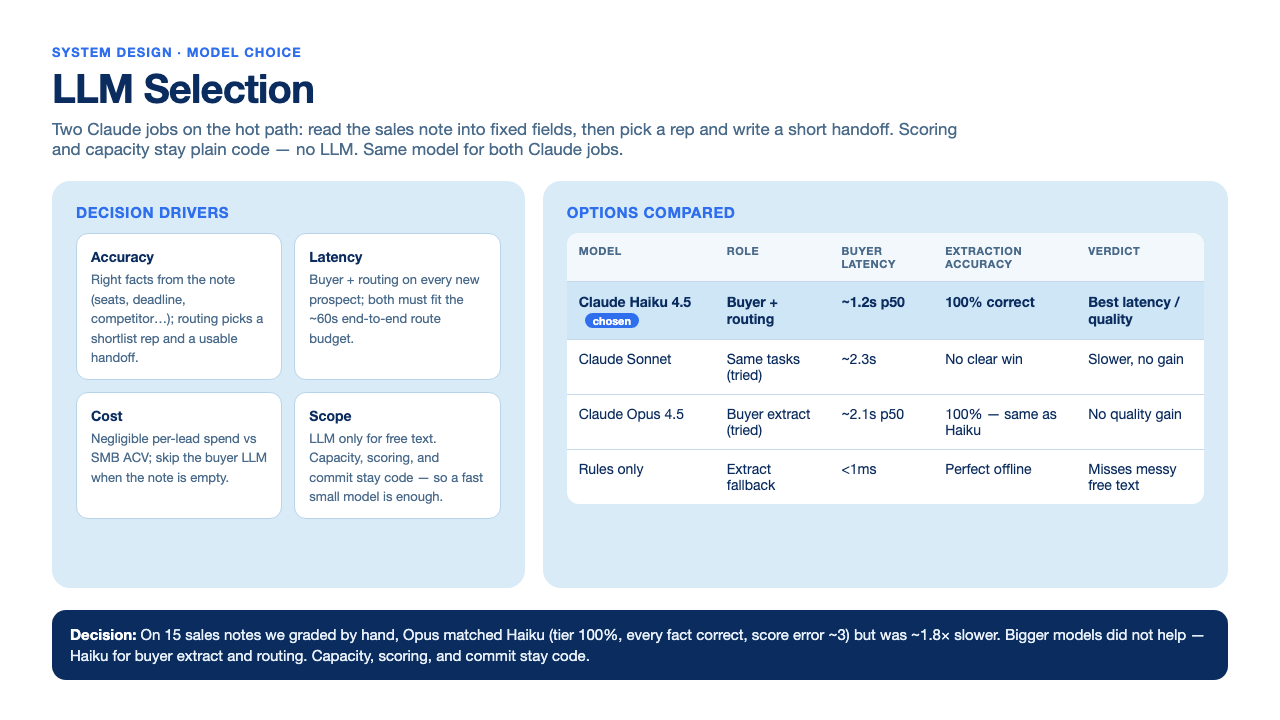 SYSTEM DESIGN · MODEL CHOICE
LLM Selection
Two Claude jobs on the hot path: read the sales note into fixed fields, then pick a rep and write a short handoff. Scoring
and capacity stay plain code — no LLM. Same model for both Claude jobs.
DECISION DRIVERS
Accuracy
Right facts from the note
(seats, deadline,
competitor...); routing picks a
shortlist rep and a usable
handoff.
Latency
Buyer + routing on every new
prospect; both must fit the
~60s end-to-end route
budget.
Cost
Negligible per-lead spend vs
SMB ACV; skip the buyer LLM
when the note is empty.
Scope
LLM only for free text.
Capacity, scoring, and
commit stay code — so a fast
small model is enough.
OPTIONS COMPARED
MODEL ROLE BUYER EXTRACTION VERDICT
LATENCY ACCURACY
Claude Haiku 4.5 Buyer + ~1.2s p50 100% correct Best latency /
chosen routing quality
Claude Sonnet Same tasks ~2.3s No clear win Slower, no gain
(tried)
Claude Opus 4.5 Buyer extract ~2.1s p50 100% — same as No quality gain
(tried) Haiku
Rules only Extract <1ms Perfect offline Misses messy
fallback free text
Decision: On 15 sales notes we graded by hand, Opus matched Haiku (tier 100%, every fact correct, score error ~3) but was ~1.8× slower. Bigger models did not help —
Haiku for buyer extract and routing. Capacity, scoring, and commit stay code.